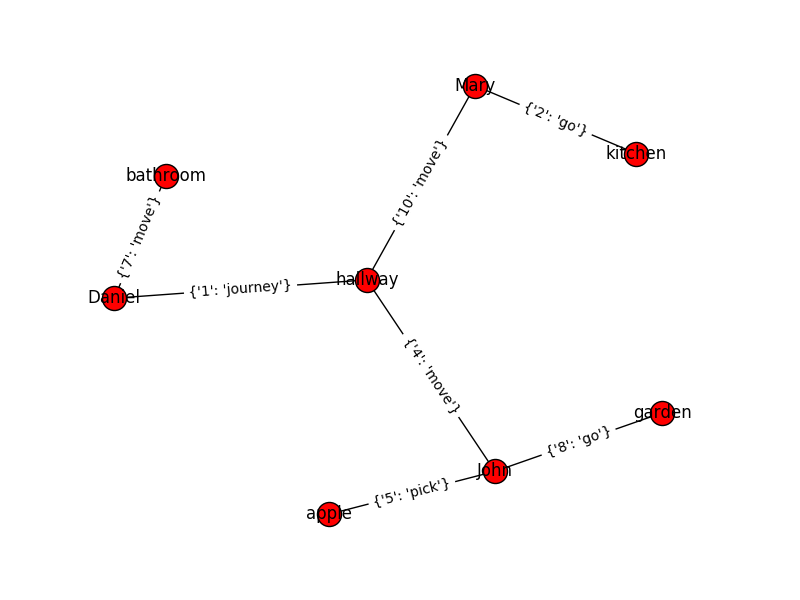 Mary
{'2': 'go'}
kitchen
{'10': 'move'}
bathroom
{'7': 'move'}
Daniel
{'1': 'journey'}
hallway
{'4': 'move'}
garden
{'8': 'go'}
John
{'5': 'pick'}
apple